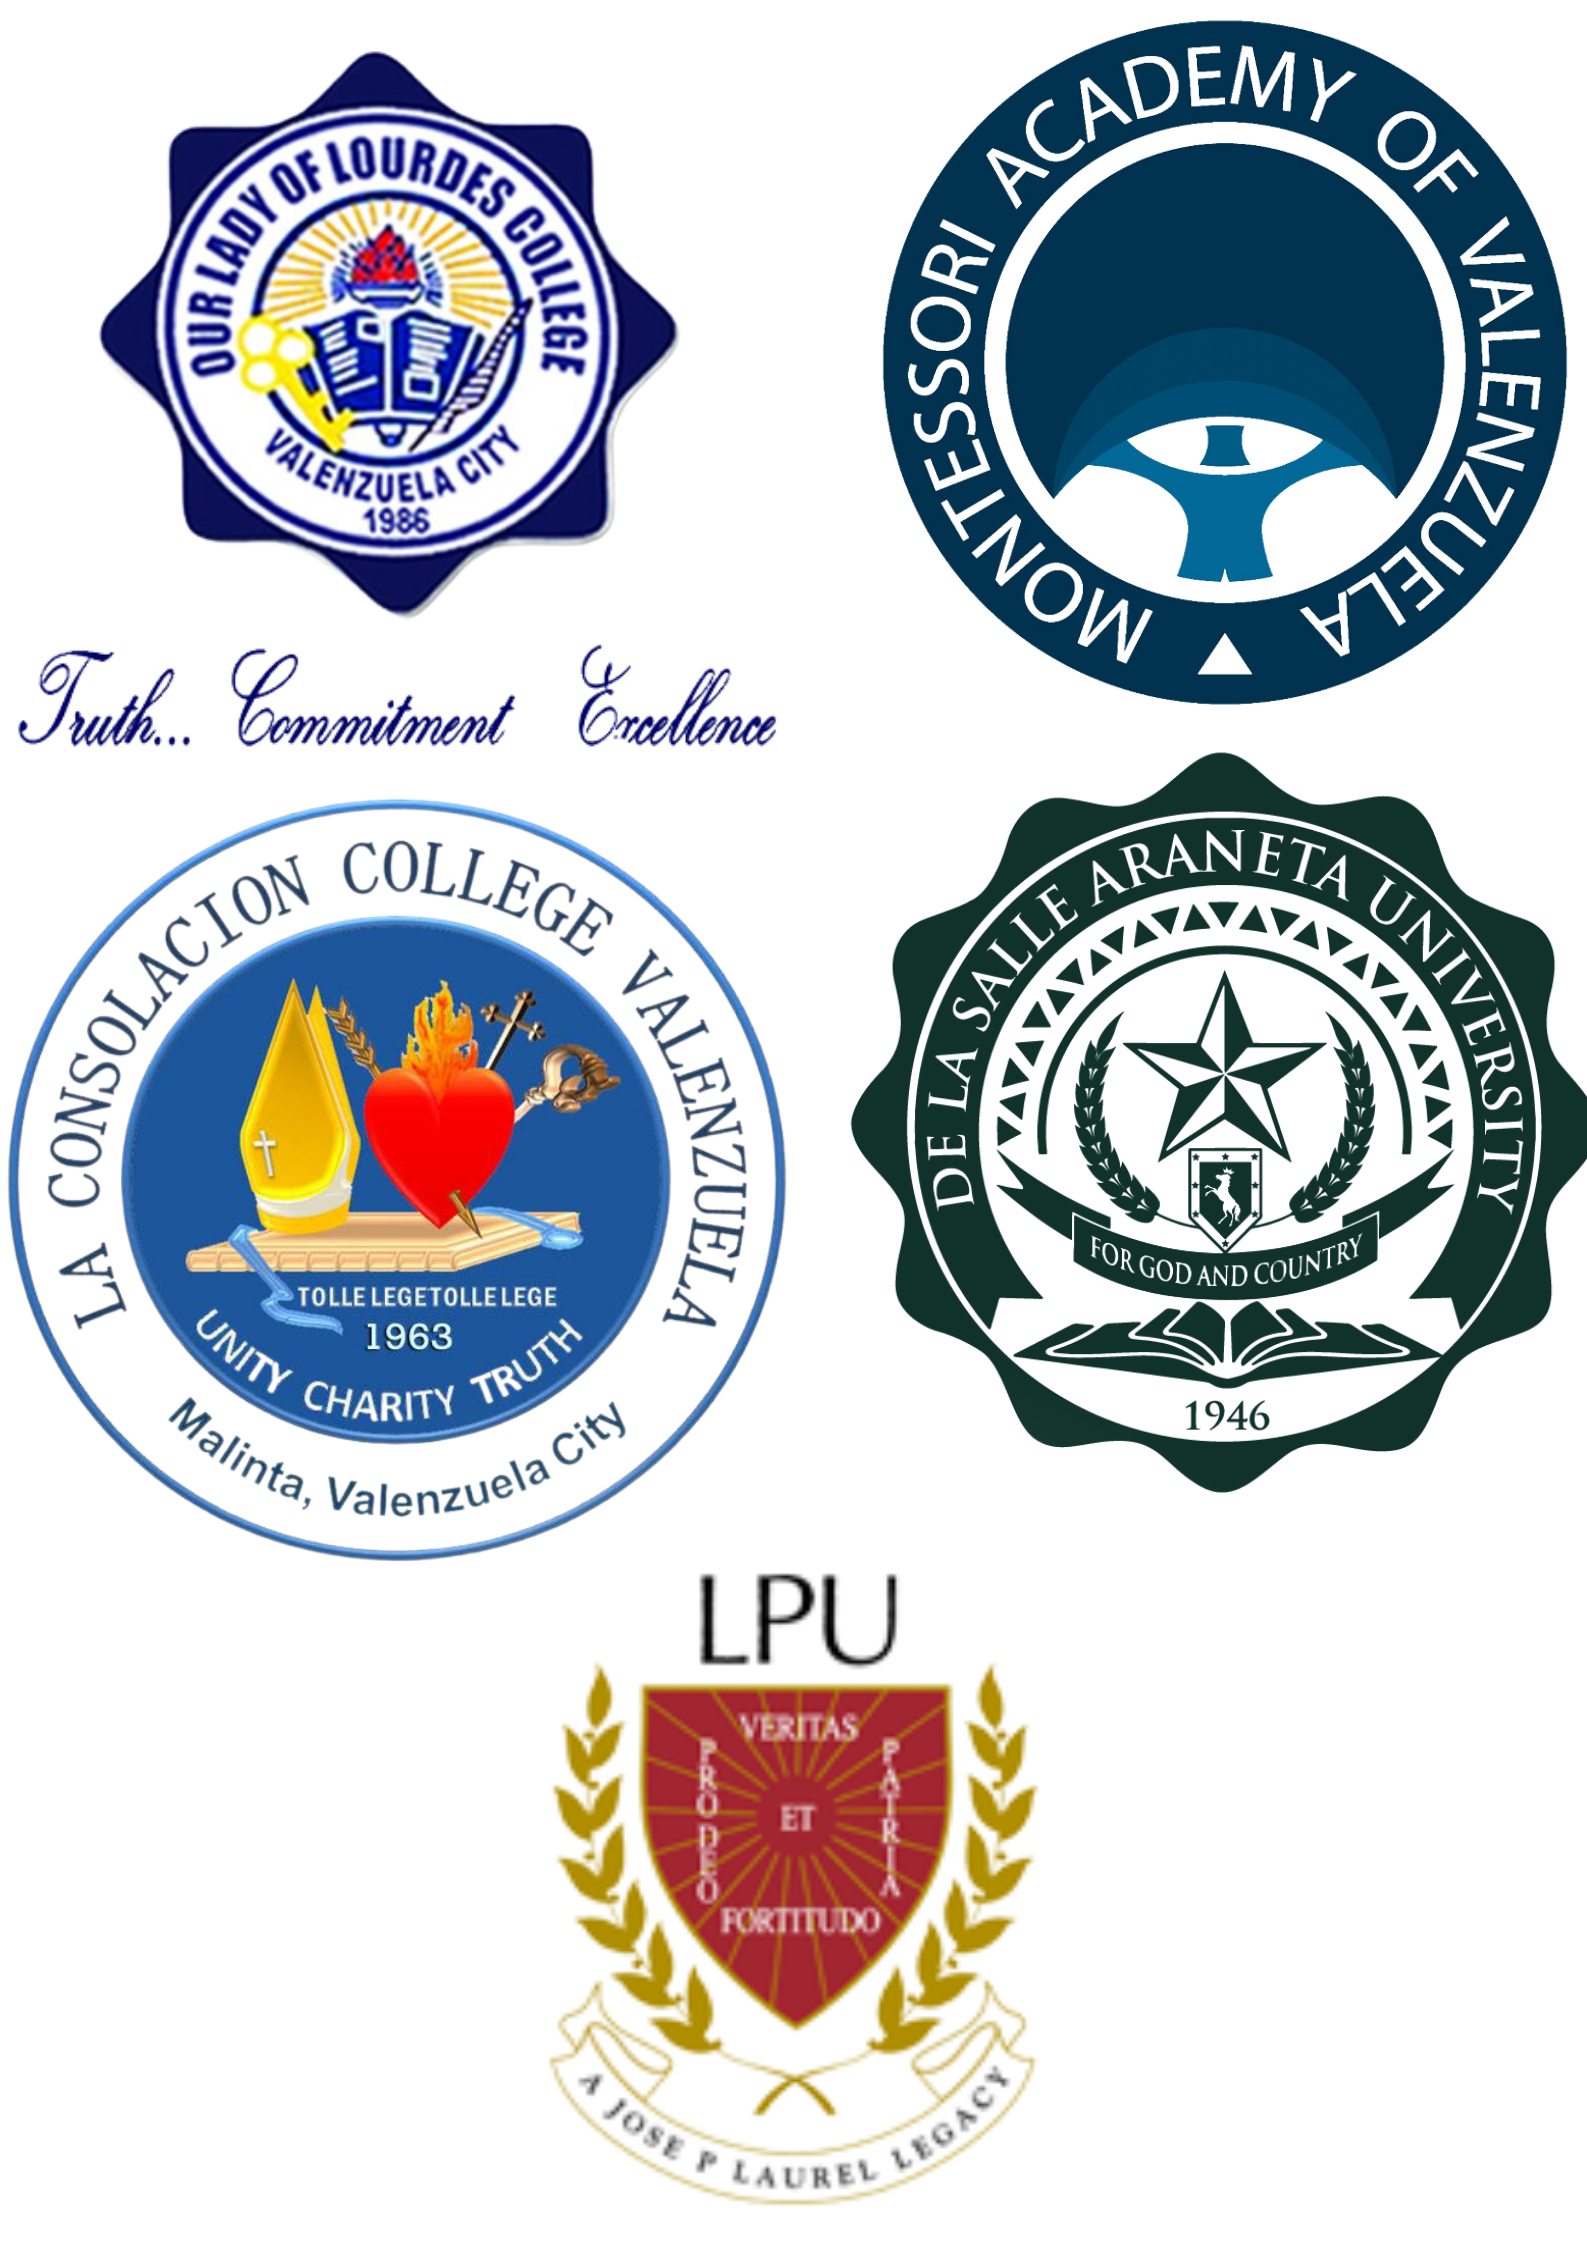 OUR LADY OF LOURDES COLLEGE
VALENZUELA CITY
1986
Truth... Commitment Excellence
MONTESSORI ACADEMY OF VALENZUELA
LA CONSOLACION COLLEGE VALENZUELA
TOLLE LEGETOLLE LEGE
1963
UNITY CHARITY TRUTH
Malinta, Valenzuela City
DE LA SALLE ARANETA UNIVERSITY
FOR GOD AND COUNTRY
1946
LPU
VERITAS
PRO DEO
ET
PATRIA
FORTITUDO
A JOSE P LAUREL LEGACY